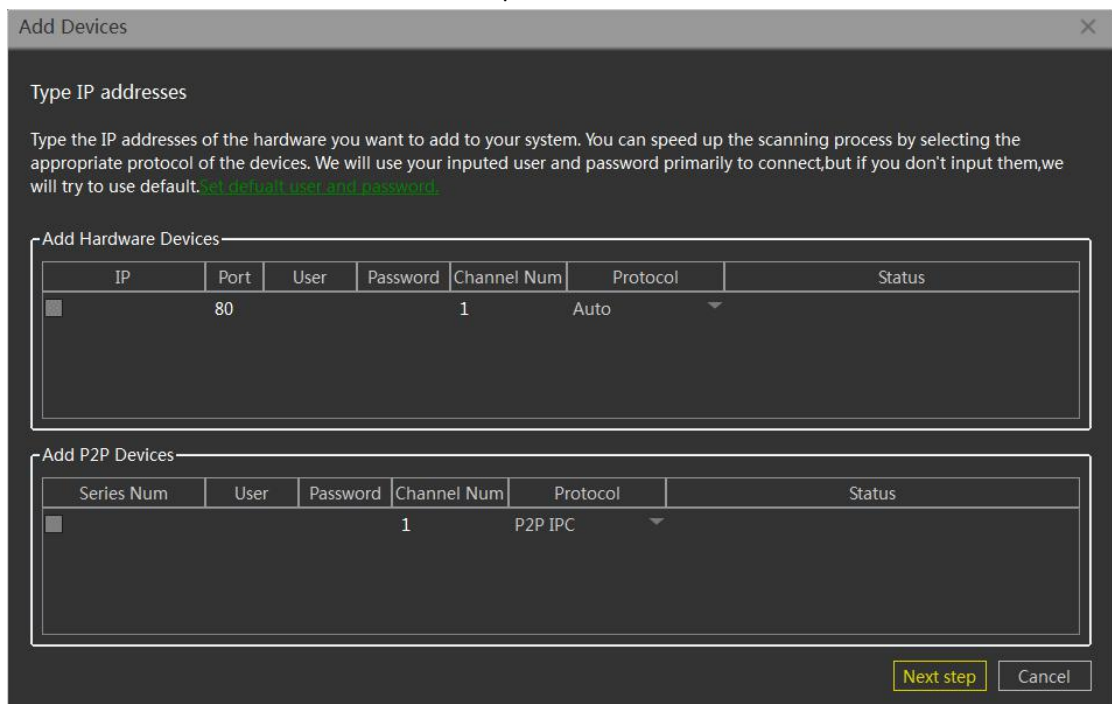 Add Devices
Type IP addresses
Type the IP addresses of the hardware you want to add to your system. You can speed up the scanning process by selecting the
appropriate protocol of the devices. We will use your inputed user and password primarily to connect,but if you don't input them,we
will try to use default.Set defualt user and password.
Add Hardware Devices
IP Port User Password Channel Num Protocol Status
80 1 Auto
Add P2P Devices
Series Num User Password Channel Num Protocol Status
1 P2P IPC
Next step Cancel